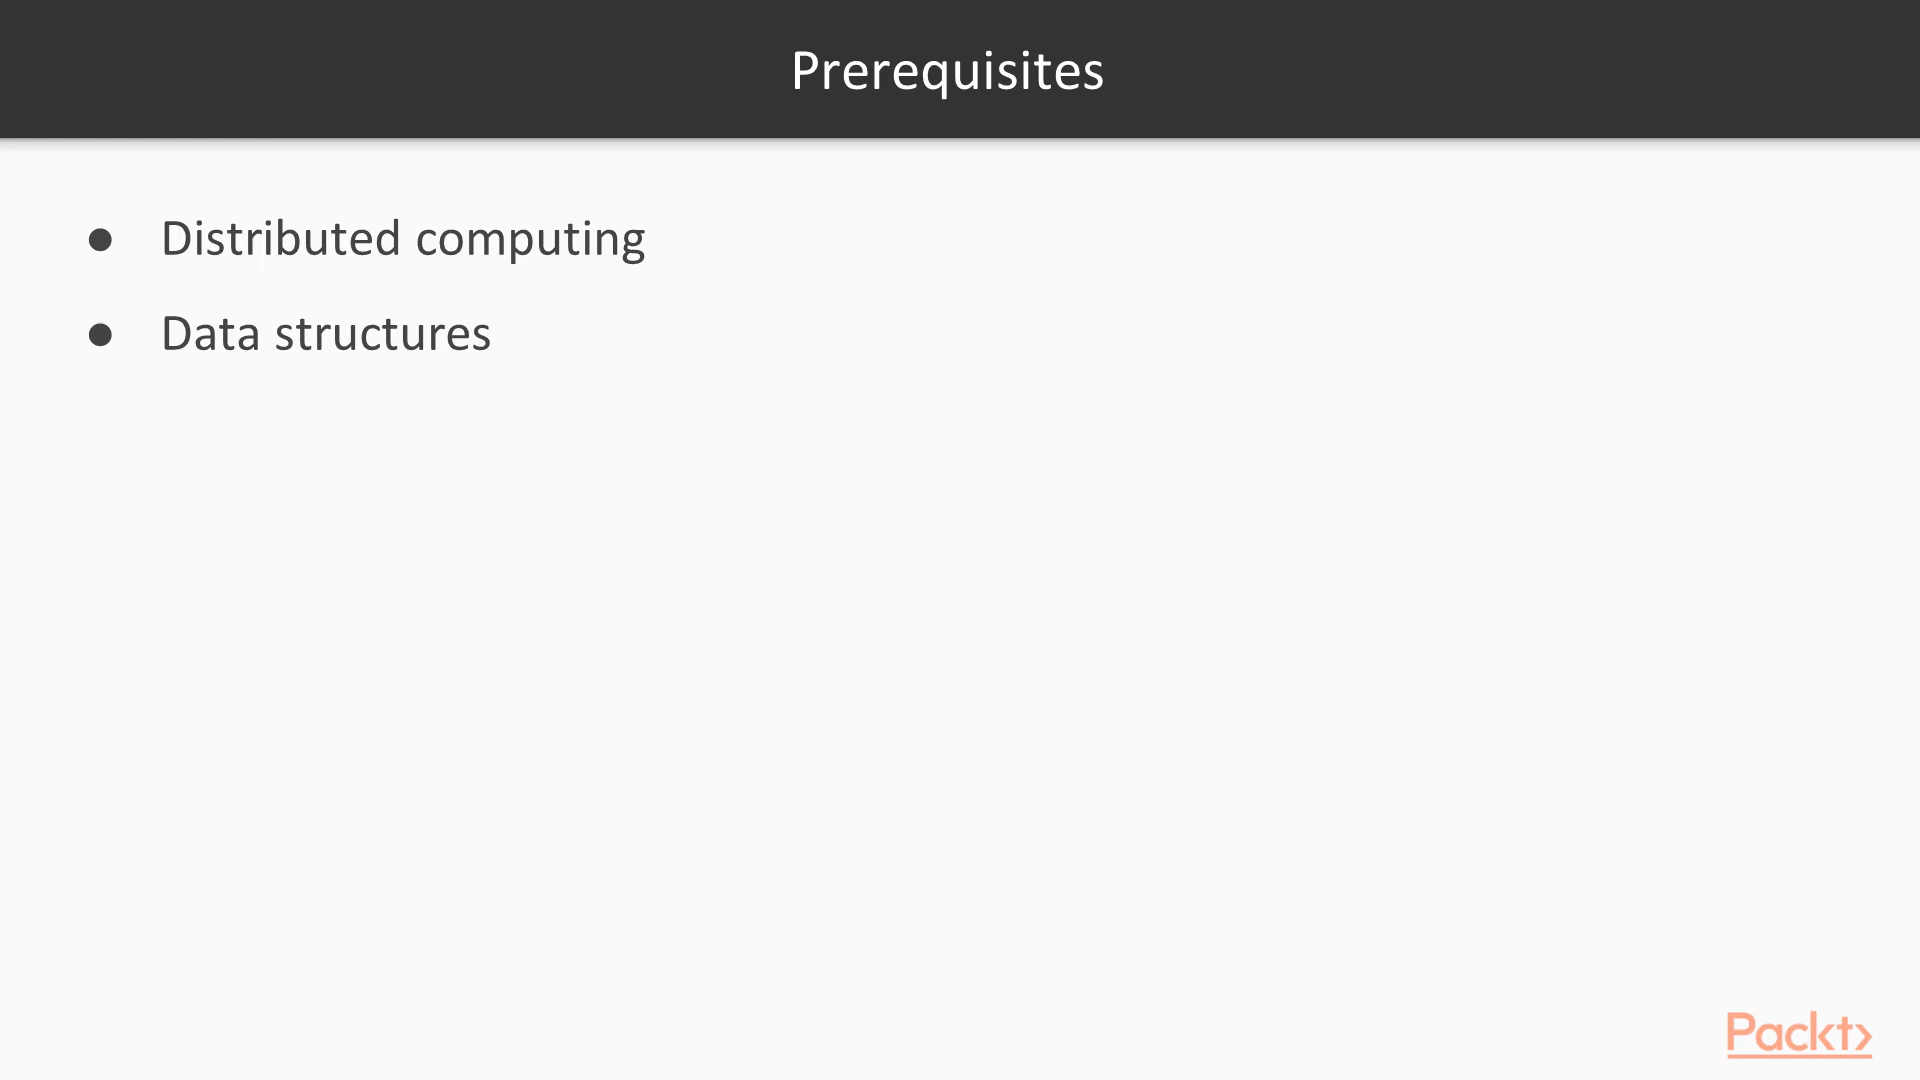 Prerequisites
● Distributed computing
● Data structures
Packt>